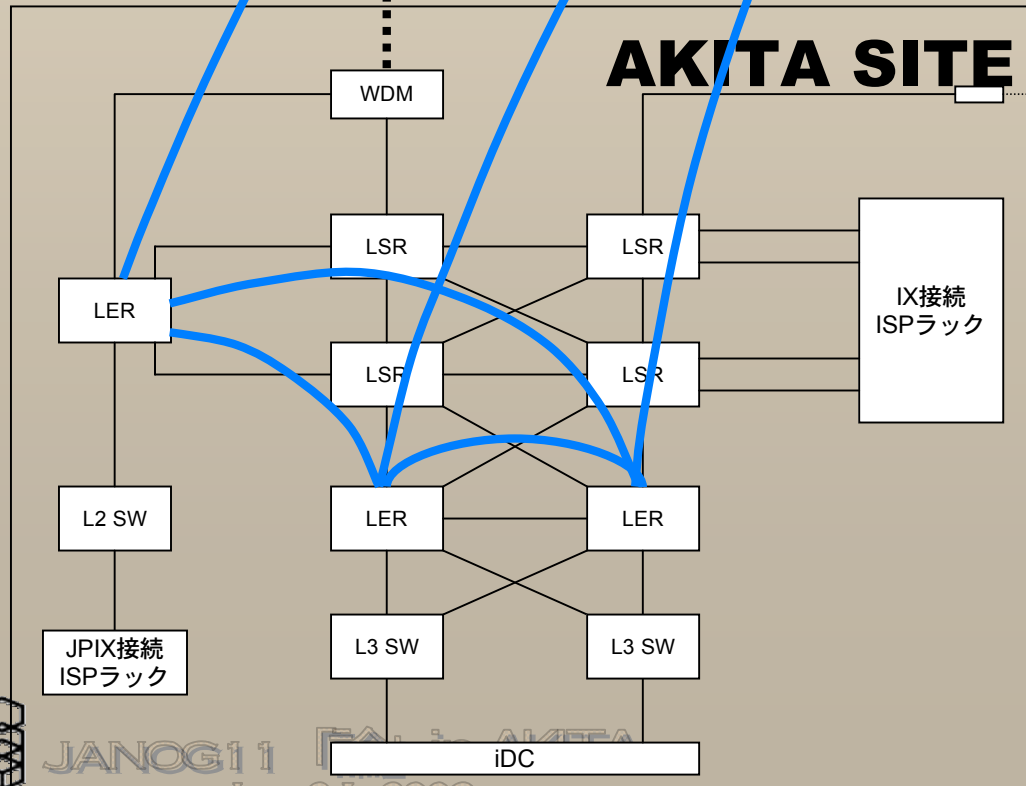 AKITA SITE
WDM
LSR
LSR
LER
IX接続
ISPラック
LSR
LSR
L2 SW
LER
LER
JPIX接続
ISPラック
L3 SW
L3 SW
JANOG11
in AKITA
iDC